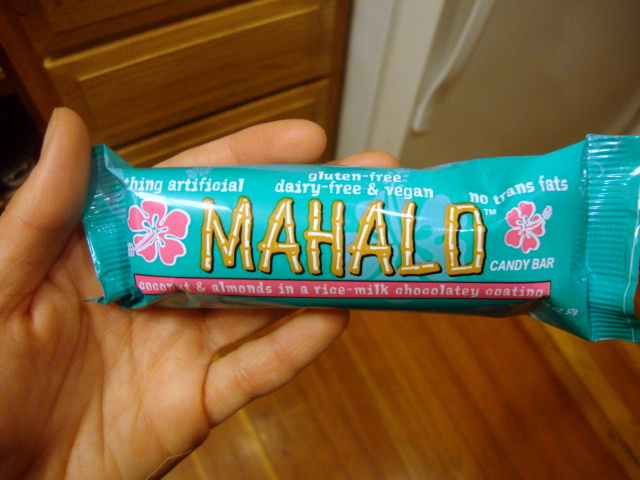 thing artificial
gluten-free
dairy-free & vegan
no trans fats
MAHALO™
CANDY BAR
coconut & almonds in a rice-milk chocolatey coating